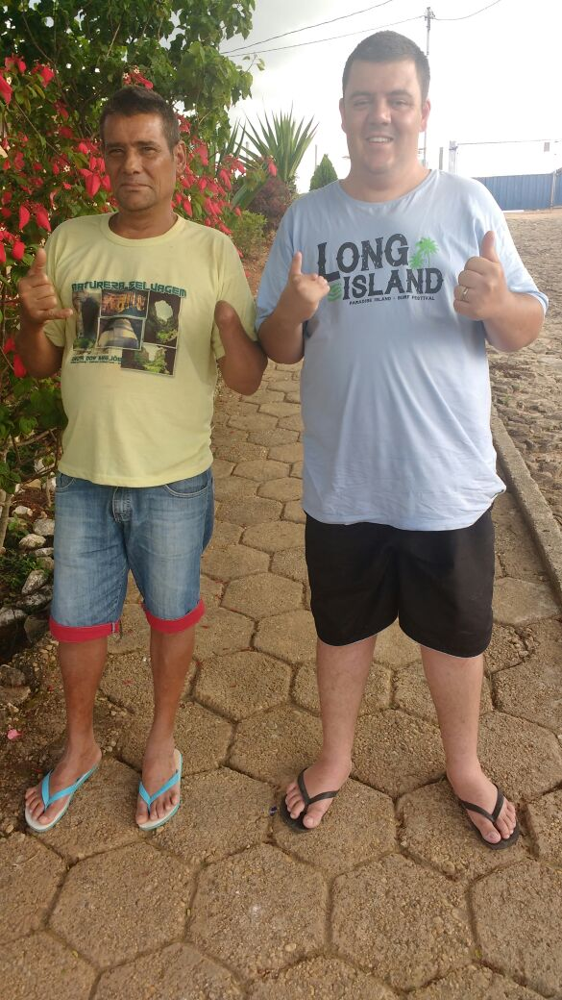 NATUREZA SELVAGEM
LONG
ISLAND
PARADISE ISLAND - SURF FESTIVAL